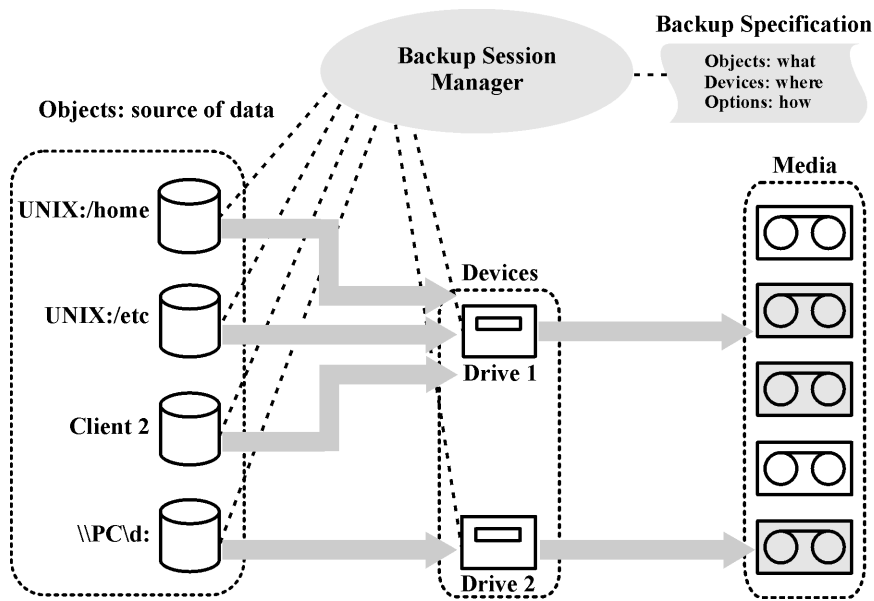 Backup Specification
Backup Session
Manager
Objects: what
Devices: where
Options: how
Objects: source of data
Media
UNIX:/home
Devices
UNIX:/etc
Drive 1
Client 2
\\PC\d:
Drive 2